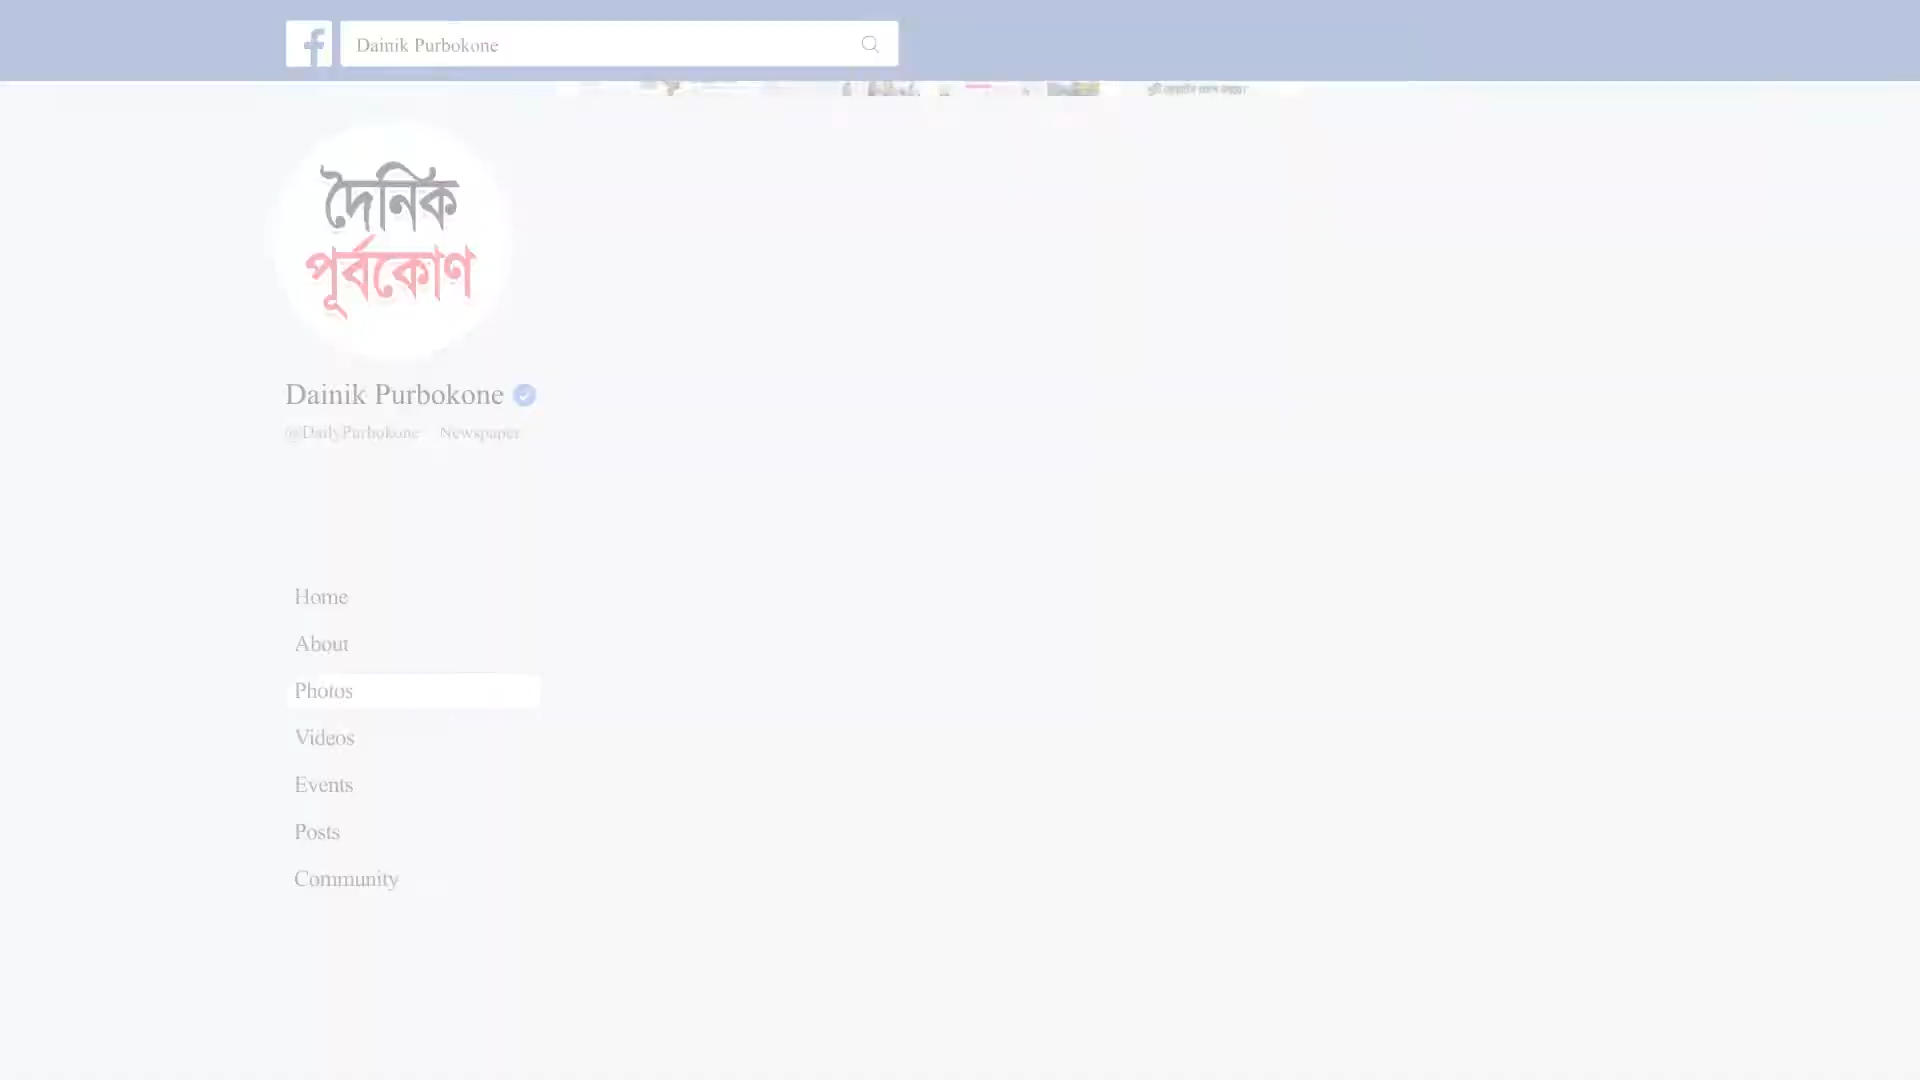 Dainik Purbokone
দৈনিক
পূর্বকোণ
Dainik Purbokone
@DailyPurbokone Newspaper
Home
About
Photos
Videos
Events
Posts
Community